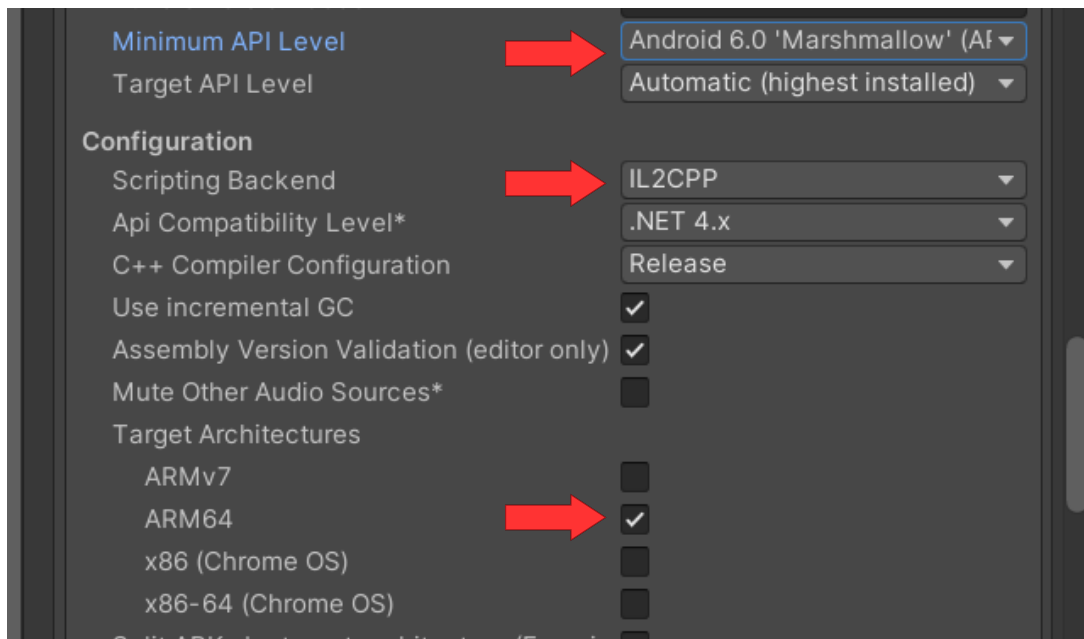 Minimum API Level Android 6.0 'Marshmallow' (AP
Target API Level Automatic (highest installed)
Configuration
Scripting Backend IL2CPP
Api Compatibility Level* .NET 4.x
C++ Compiler Configuration Release
Use incremental GC
Assembly Version Validation (editor only)
Mute Other Audio Sources*
Target Architectures
ARMv7
ARM64
x86 (Chrome OS)
x86-64 (Chrome OS)